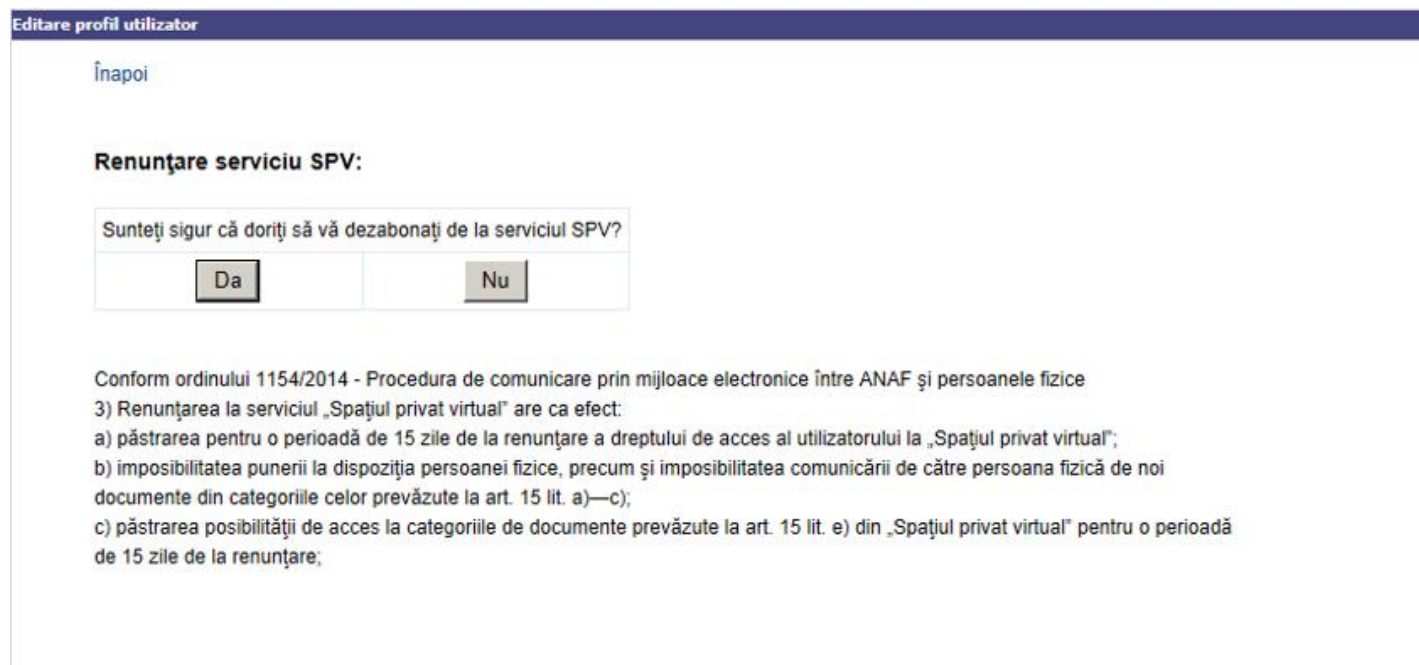 Editare profil utilizator
Înapoi
Renunţare serviciu SPV:
Sunteţi sigur că doriţi să vă dezabonaţi de la serviciul SPV?
Da Nu
Conform ordinului 1154/2014 - Procedura de comunicare prin mijloace electronice între ANAF şi persoanele fizice
3) Renunţarea la serviciul „Spaţiul privat virtual” are ca efect:
a) păstrarea pentru o perioadă de 15 zile de la renunţare a dreptului de acces al utilizatorului la „Spaţiul privat virtual”;
b) imposibilitatea punerii la dispoziţia persoanei fizice, precum şi imposibilitatea comunicării de către persoana fizică de noi
documente din categoriile celor prevăzute la art. 15 lit. a)—c);
c) păstrarea posibilităţii de acces la categoriile de documente prevăzute la art. 15 lit. e) din „Spaţiul privat virtual” pentru o perioadă
de 15 zile de la renunţare;